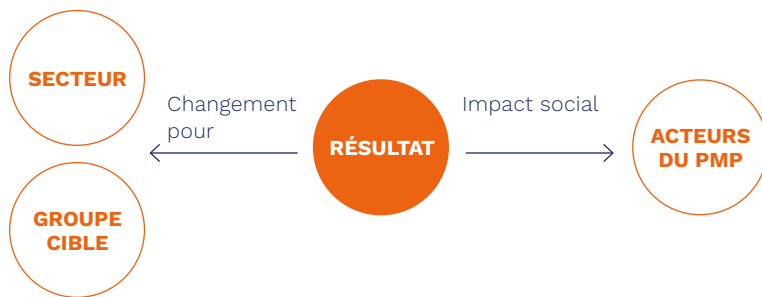 SECTEUR
Changement
pour
RÉSULTAT
Impact social
ACTEURS
DU PMP
GROUPE
CIBLE